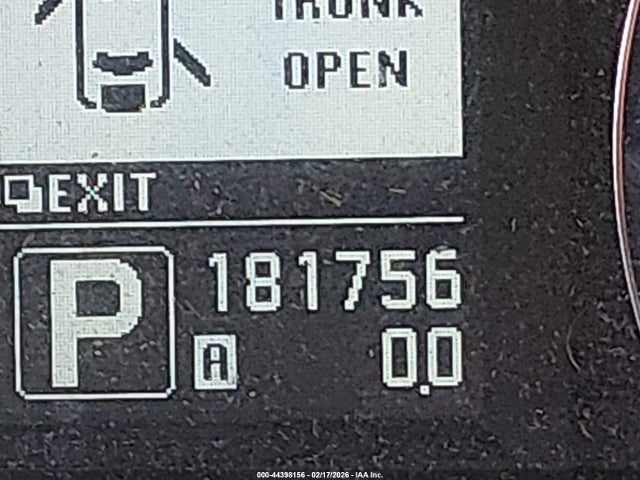 TRUNK
OPEN
EXIT
P
181756
A 0.0
000-44398156 - 02/17/2026 - IAA Inc.